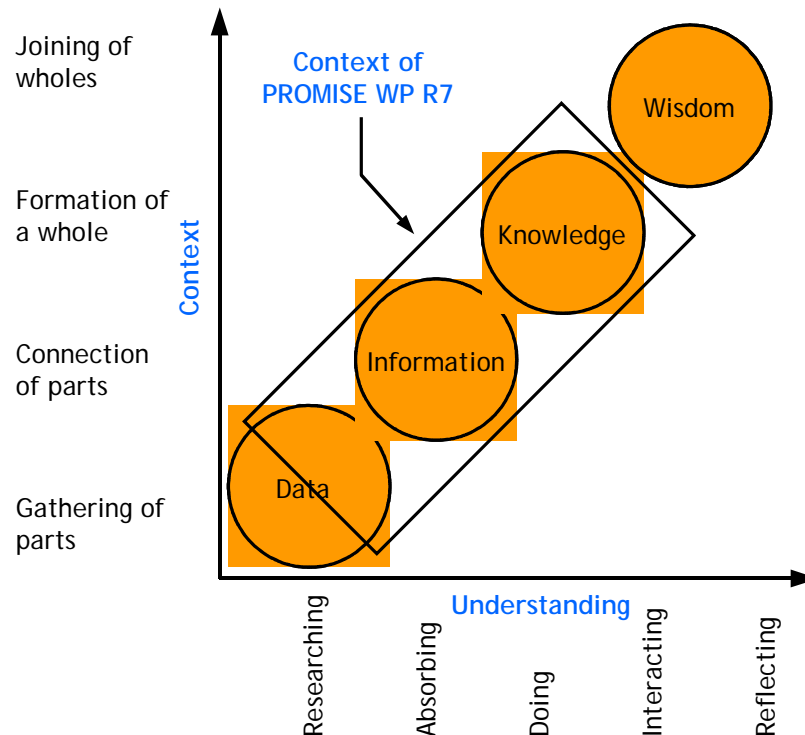 Joining of
wholes
Context of
PROMISE WP R7
Wisdom
Formation of
a whole
Knowledge
Context
Connection
of parts
Information
Data
Gathering of
parts
Understanding
Researching
Absorbing
Doing
Interacting
Reflecting